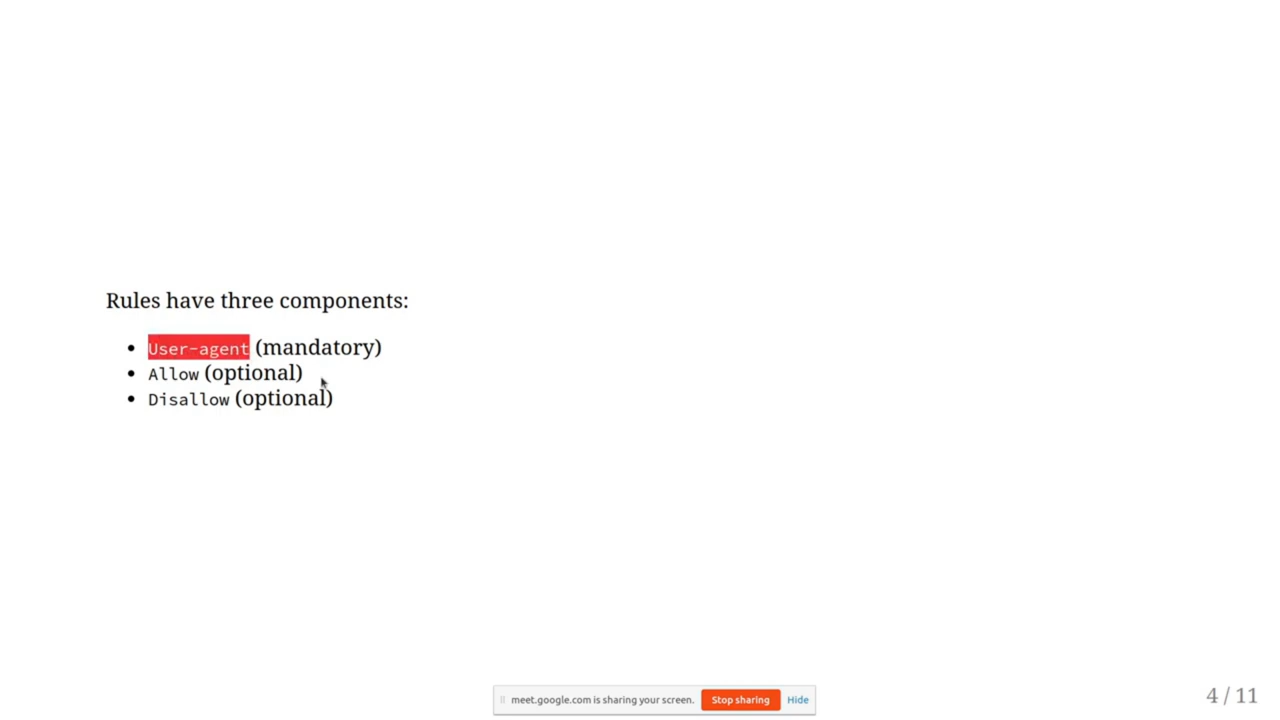 Rules have three components:
• User-agent (mandatory)
• Allow (optional)
• Disallow (optional)
meet.google.com is sharing your screen. Stop sharing Hide
4 / 11